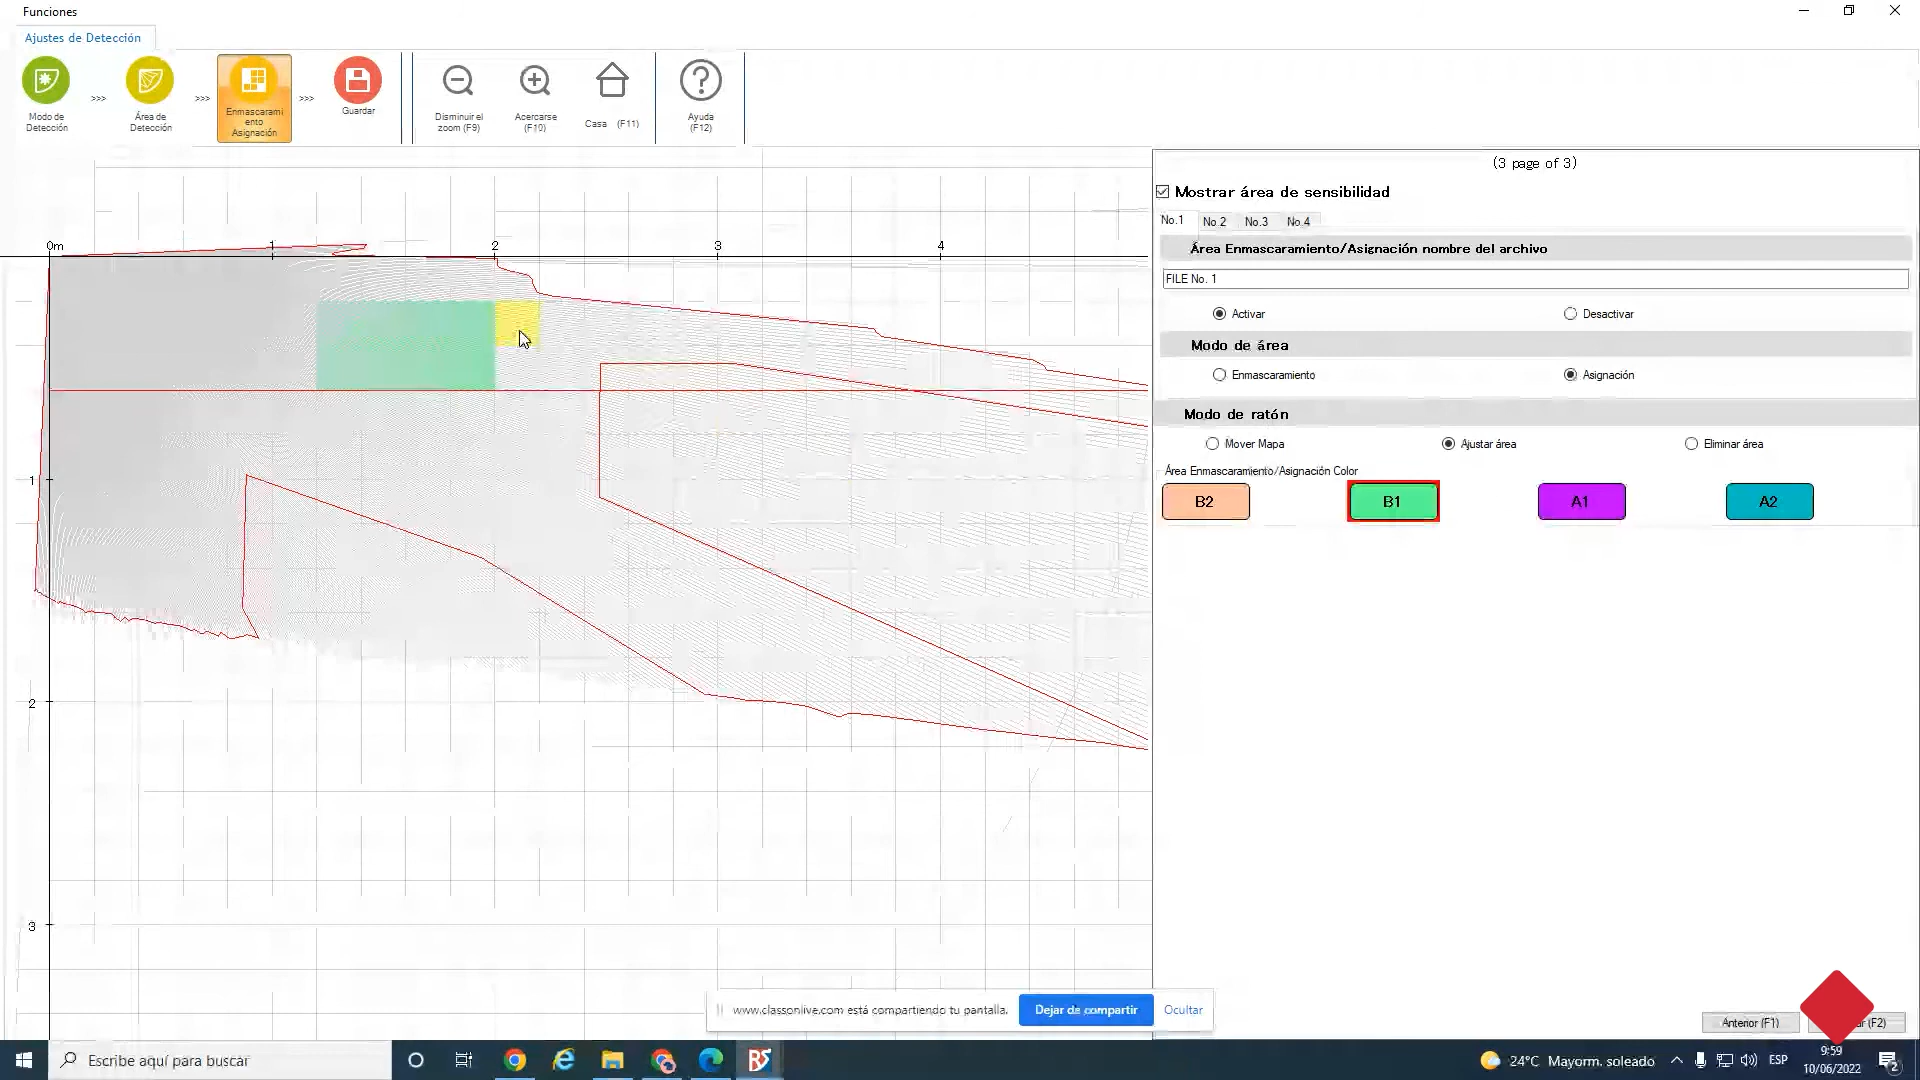 Funciones
Ajustes de Detección
Modo de
Detección
>>>
Área de
Detección
>>>
Enmascarami
ento
Asignación
>>>
Guardar
Disminuir el
zoom (F9)
Acercarse
(F10)
Casa (F11)
Ayuda
(F12)
(3 page of 3)
Mostrar área de sensibilidad
No.1 No.2 No.3 No.4
Área Enmascaramiento/Asignación nombre del archivo
FILE No. 1
Activar Desactivar
Modo de área
Enmascaramiento Asignación
Modo de ratón
Mover Mapa Ajustar área Eliminar área
Área Enmascaramiento/Asignación Color
B2 B1 A1 A2
0m 1 2 3 4
1
2
3
www.classonlive.com está compartiendo tu pantalla.
Dejar de compartir
Ocultar
Anterior (F1)
(F2)
Escribe aquí para buscar
24°C Mayorm. soleado
ESP
9:59
10/06/2022
2